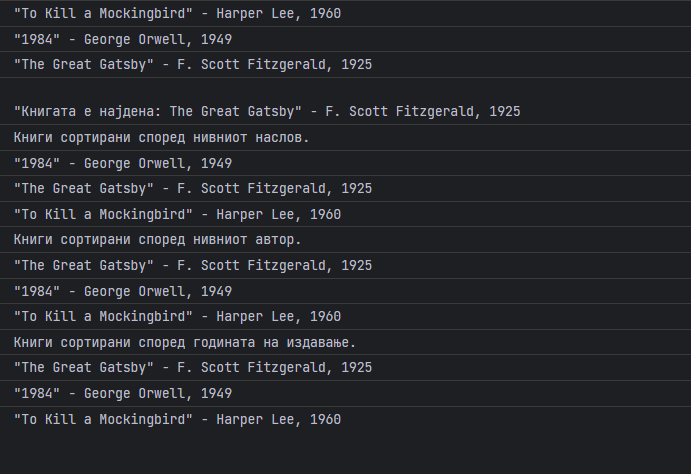 "To Kill a Mockingbird" - Harper Lee, 1960
"1984" - George Orwell, 1949
"The Great Gatsby" - F. Scott Fitzgerald, 1925
"Книгата е најдена: The Great Gatsby" - F. Scott Fitzgerald, 1925
Книги сортирани според нивниот наслов.
"1984" - George Orwell, 1949
"The Great Gatsby" - F. Scott Fitzgerald, 1925
"To Kill a Mockingbird" - Harper Lee, 1960
Книги сортирани според нивниот автор.
"The Great Gatsby" - F. Scott Fitzgerald, 1925
"1984" - George Orwell, 1949
"To Kill a Mockingbird" - Harper Lee, 1960
Книги сортирани според годината на издавање.
"The Great Gatsby" - F. Scott Fitzgerald, 1925
"1984" - George Orwell, 1949
"To Kill a Mockingbird" - Harper Lee, 1960